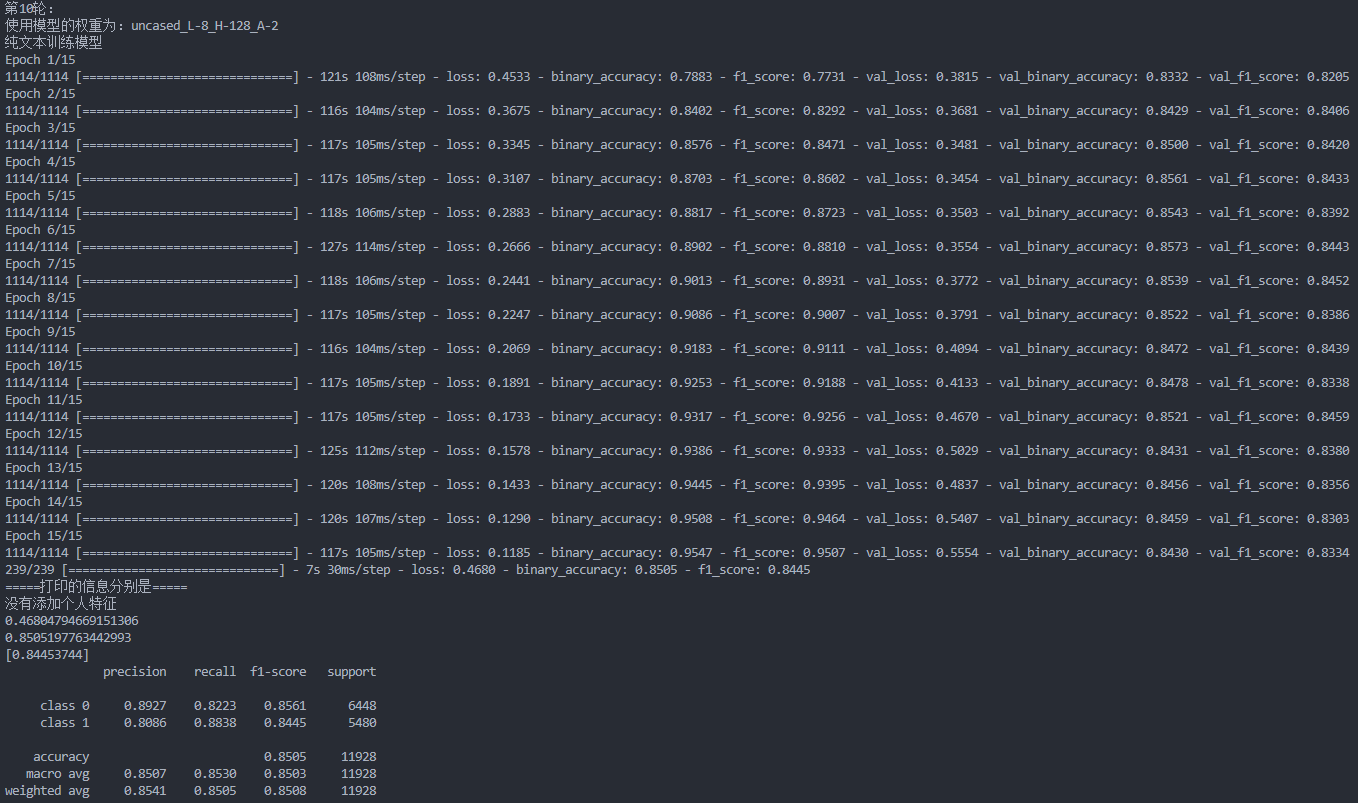 第10轮:
使用模型的权重为: uncased_L-8_H-128_A-2
纯文本训练模型
Epoch 1/15
1114/1114 [==============================] - 121s 108ms/step - loss: 0.4533 - binary_accuracy: 0.7883 - f1_score: 0.7731 - val_loss: 0.3815 - val_binary_accuracy: 0.8332 - val_f1_score: 0.8205
Epoch 2/15
1114/1114 [==============================] - 116s 104ms/step - loss: 0.3675 - binary_accuracy: 0.8402 - f1_score: 0.8292 - val_loss: 0.3681 - val_binary_accuracy: 0.8429 - val_f1_score: 0.8406
Epoch 3/15
1114/1114 [==============================] - 117s 105ms/step - loss: 0.3345 - binary_accuracy: 0.8576 - f1_score: 0.8471 - val_loss: 0.3481 - val_binary_accuracy: 0.8500 - val_f1_score: 0.8420
Epoch 4/15
1114/1114 [==============================] - 117s 105ms/step - loss: 0.3107 - binary_accuracy: 0.8703 - f1_score: 0.8602 - val_loss: 0.3454 - val_binary_accuracy: 0.8561 - val_f1_score: 0.8433
Epoch 5/15
1114/1114 [==============================] - 118s 106ms/step - loss: 0.2883 - binary_accuracy: 0.8817 - f1_score: 0.8723 - val_loss: 0.3503 - val_binary_accuracy: 0.8543 - val_f1_score: 0.8392
Epoch 6/15
1114/1114 [==============================] - 127s 114ms/step - loss: 0.2666 - binary_accuracy: 0.8902 - f1_score: 0.8810 - val_loss: 0.3554 - val_binary_accuracy: 0.8573 - val_f1_score: 0.8443
Epoch 7/15
1114/1114 [==============================] - 118s 106ms/step - loss: 0.2441 - binary_accuracy: 0.9013 - f1_score: 0.8931 - val_loss: 0.3772 - val_binary_accuracy: 0.8539 - val_f1_score: 0.8452
Epoch 8/15
1114/1114 [==============================] - 117s 105ms/step - loss: 0.2247 - binary_accuracy: 0.9086 - f1_score: 0.9007 - val_loss: 0.3791 - val_binary_accuracy: 0.8522 - val_f1_score: 0.8386
Epoch 9/15
1114/1114 [==============================] - 116s 104ms/step - loss: 0.2069 - binary_accuracy: 0.9183 - f1_score: 0.9111 - val_loss: 0.4094 - val_binary_accuracy: 0.8472 - val_f1_score: 0.8439
Epoch 10/15
1114/1114 [==============================] - 117s 105ms/step - loss: 0.1891 - binary_accuracy: 0.9253 - f1_score: 0.9188 - val_loss: 0.4133 - val_binary_accuracy: 0.8478 - val_f1_score: 0.8338
Epoch 11/15
1114/1114 [==============================] - 117s 105ms/step - loss: 0.1733 - binary_accuracy: 0.9317 - f1_score: 0.9256 - val_loss: 0.4670 - val_binary_accuracy: 0.8521 - val_f1_score: 0.8459
Epoch 12/15
1114/1114 [==============================] - 125s 112ms/step - loss: 0.1578 - binary_accuracy: 0.9386 - f1_score: 0.9333 - val_loss: 0.5029 - val_binary_accuracy: 0.8431 - val_f1_score: 0.8380
Epoch 13/15
1114/1114 [==============================] - 120s 108ms/step - loss: 0.1433 - binary_accuracy: 0.9445 - f1_score: 0.9395 - val_loss: 0.4837 - val_binary_accuracy: 0.8456 - val_f1_score: 0.8356
Epoch 14/15
1114/1114 [==============================] - 120s 107ms/step - loss: 0.1290 - binary_accuracy: 0.9508 - f1_score: 0.9464 - val_loss: 0.5407 - val_binary_accuracy: 0.8459 - val_f1_score: 0.8303
Epoch 15/15
1114/1114 [==============================] - 117s 105ms/step - loss: 0.1185 - binary_accuracy: 0.9547 - f1_score: 0.9507 - val_loss: 0.5554 - val_binary_accuracy: 0.8430 - val_f1_score: 0.8334
239/239 [==============================] - 7s 30ms/step - loss: 0.4680 - binary_accuracy: 0.8505 - f1_score: 0.8445
=====打印的信息分别是=====
没有添加个人特征
0.46804794669151306
0.8505197763442993
[0.84453744]
precision recall f1-score support
class 0 0.8927 0.8223 0.8561 6448
class 1 0.8086 0.8838 0.8445 5480
accuracy 0.8505 11928
macro avg 0.8507 0.8530 0.8503 11928
weighted avg 0.8541 0.8505 0.8508 11928